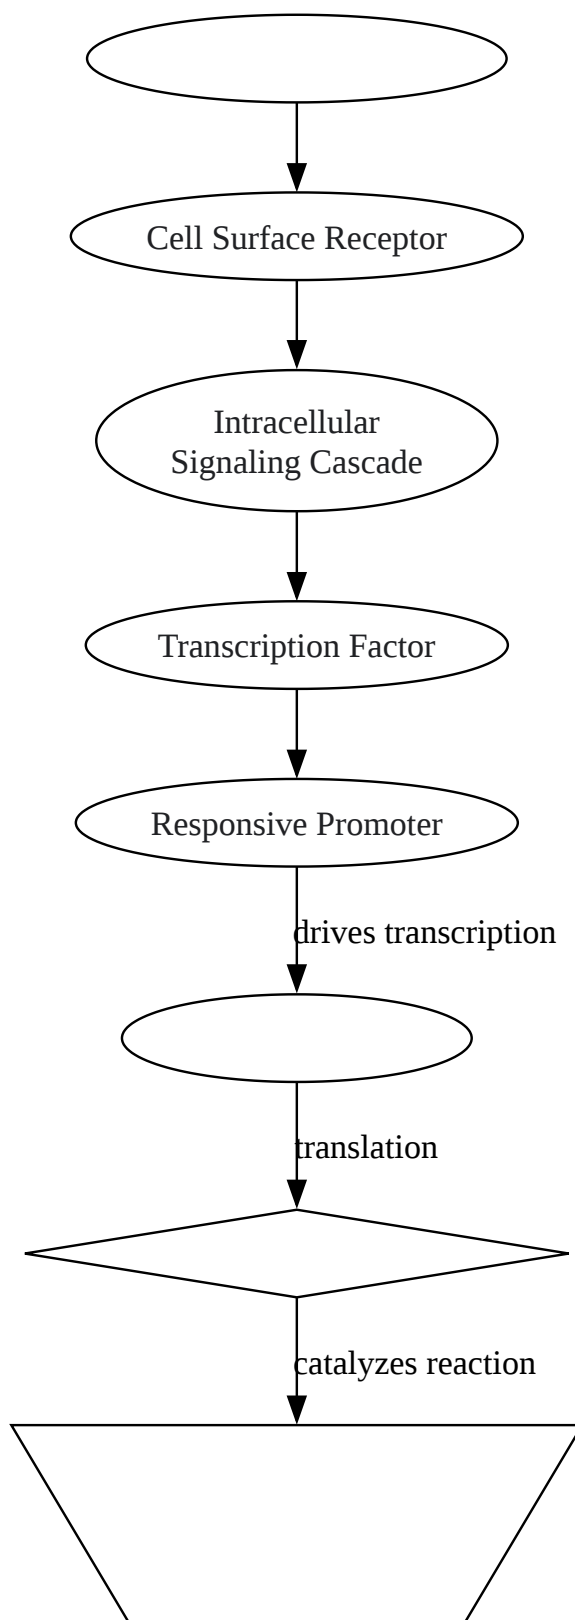 Cell Surface Receptor
Intracellular
Signaling Cascade
Transcription Factor
Responsive Promoter
drives transcription
translation
catalyzes reaction